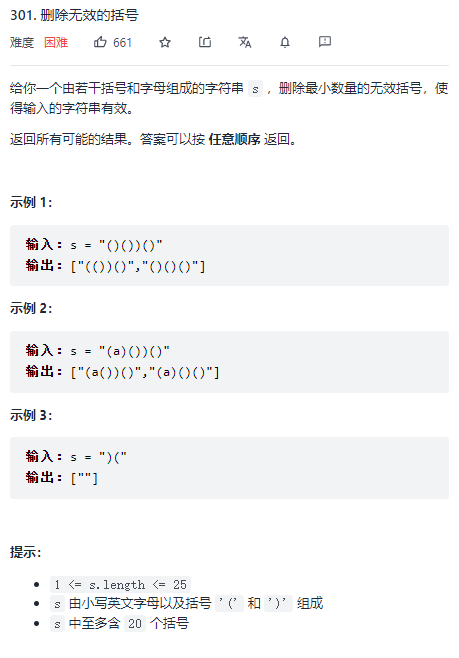 301. 删除无效的括号
难度 困难 661
给你一个由若干括号和字母组成的字符串 s ，删除最小数量的无效括号，使
得输入的字符串有效。
返回所有可能的结果。答案可以按 任意顺序 返回。
示例 1：
输入：s = "()())()"
输出：["(())()","()()()"]
示例 2：
输入：s = "(a)())()"
输出：["(a())()","(a)()()"]
示例 3：
输入：s = ")("
输出：[""]
提示：
• 1 <= s.length <= 25
• s 由小写英文字母以及括号 '(' 和 ')' 组成
• s 中至多含 20 个括号